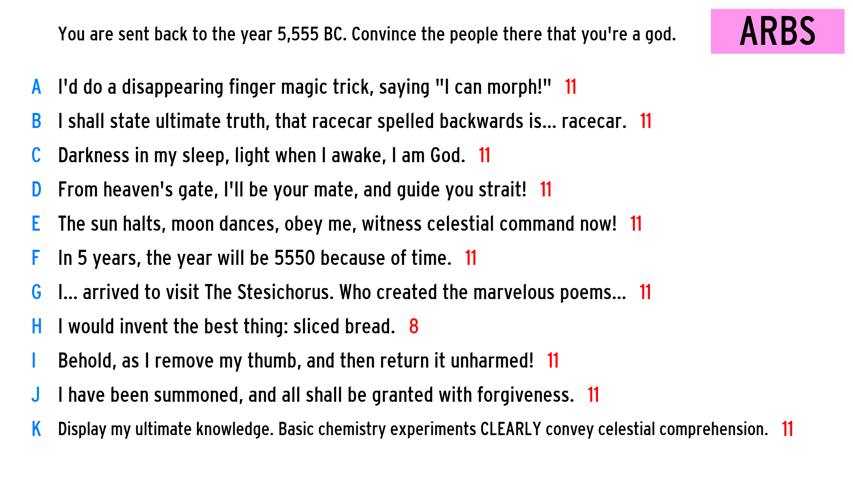 You are sent back to the year 5,555 BC. Convince the people there that you're a god.
ARBS
A I'd do a disappearing finger magic trick, saying "I can morph!" 11
B I shall state ultimate truth, that racecar spelled backwards is... racecar. 11
C Darkness in my sleep, light when I awake, I am God. 11
D From heaven's gate, I'll be your mate, and guide you strait! 11
E The sun halts, moon dances, obey me, witness celestial command now! 11
F In 5 years, the year will be 5550 because of time. 11
G I... arrived to visit The Stesichorus. Who created the marvelous poems... 11
H I would invent the best thing: sliced bread. 8
I Behold, as I remove my thumb, and then return it unharmed! 11
J I have been summoned, and all shall be granted with forgiveness. 11
K Display my ultimate knowledge. Basic chemistry experiments CLEARLY convey celestial comprehension. 11